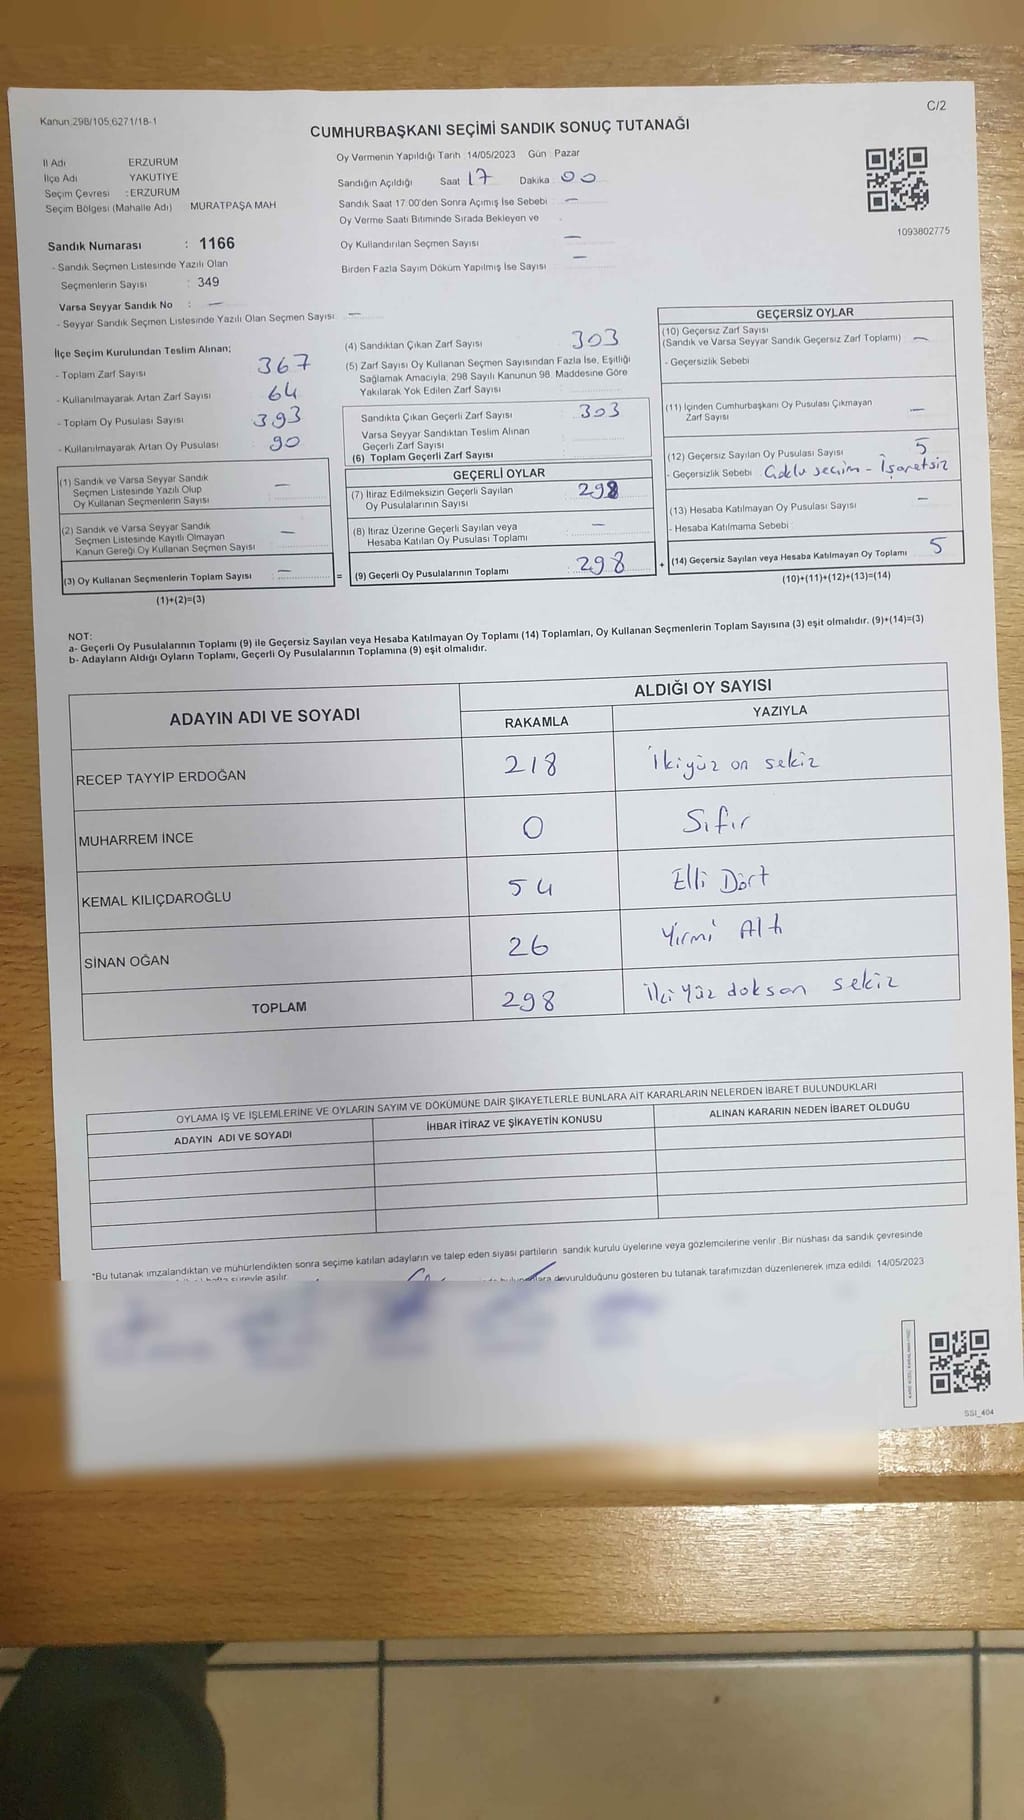 C/2
Kanun 298/105 6271/18-1
CUMHURBAŞKANI SEÇİMİ SANDIK SONUÇ TUTANAĞI
İl Adı ERZURUM
İlçe Adı YAKUTİYE
Seçim Çevresi : ERZURUM
Seçim Bölgesi (Mahalle Adı) MURATPAŞA MAH
Oy Vermenin Yapıldığı Tarih 14/05/2023 Gün Pazar
Sandığın Açıldığı Saat 17 Dakika 00
Sandık Saat 17 00'den Sonra Açımış İse Sebebi —
Oy Verme Saati Bitiminde Sırada Bekleyen ve
Oy Kullandırılan Seçmen Sayısı —
Birden Fazla Sayım Döküm Yapılmış İse Sayısı —
1093802775
Sandık Numarası : 1166
- Sandık Seçmen Listesinde Yazılı Olan
Seçmenlerin Sayısı : 349
Varsa Seyyar Sandık No : —
- Seyyar Sandık Seçmen Listesinde Yazılı Olan Seçmen Sayısı —
İlçe Seçim Kurulundan Teslim Alınan;
- Toplam Zarf Sayısı 367
- Kullanılmayarak Artan Zarf Sayısı 64
- Toplam Oy Pusulası Sayısı 393
- Kullanılmayarak Artan Oy Pusulası 90
(1) Sandık ve Varsa Seyyar Sandık
Seçmen Listesinde Yazılı Olup
Oy Kullanan Seçmenlerin Sayısı —
(2) Sandık ve Varsa Seyyar Sandık
Seçmen Listesinde Kayıtlı Olmayan
Kanun Gereği Oy Kullanan Seçmen Sayısı —
(3) Oy Kullanan Seçmenlerin Toplam Sayısı —
(1)+(2)=(3)
(4) Sandıktan Çıkan Zarf Sayısı 303
(5) Zarf Sayısı Oy Kullanan Seçmen Sayısından Fazla İse, Eşitliği
Sağlamak Amacıyla, 298 Sayılı Kanunun 98. Maddesine Göre
Yakılarak Yok Edilen Zarf Sayısı
Sandıkta Çıkan Geçerli Zarf Sayısı 303
Varsa Seyyar Sandıktan Teslim Alınan
Geçerli Zarf Sayısı
(6) Toplam Geçerli Zarf Sayısı
GEÇERLİ OYLAR
(7) İtiraz Edilmeksizin Geçerli Sayılan
Oy Pusulalarının Sayısı 298
(8) İtiraz Üzerine Geçerli Sayılan veya
Hesaba Katılan Oy Pusulası Toplamı —
= (9) Geçerli Oy Pusulalarının Toplamı : 298
GEÇERSİZ OYLAR
(10) Geçersiz Zarf Sayısı
(Sandık ve Varsa Seyyar Sandık Geçersiz Zarf Toplamı) —
- Geçersizlik Sebebi
(11) İçinden Cumhurbaşkanı Oy Pusulası Çıkmayan
Zarf Sayısı —
(12) Geçersiz Sayılan Oy Pusulası Sayısı 5
- Geçersizlik Sebebi Çoklu seçim - İşaretsiz
(13) Hesaba Katılmayan Oy Pusulası Sayısı —
- Hesaba Katılmama Sebebi
+ (14) Geçersiz Sayılan veya Hesaba Katılmayan Oy Toplamı 5
(10)+(11)+(12)+(13)=(14)
NOT:
a- Geçerli Oy Pusulalarının Toplamı (9) ile Geçersiz Sayılan veya Hesaba Katılmayan Oy Toplamı (14) Toplamları, Oy Kullanan Seçmenlerin Toplam Sayısına (3) eşit olmalıdır. (9)+(14)=(3)
b- Adayların Aldığı Oyların Toplamı, Geçerli Oy Pusulalarının Toplamına (9) eşit olmalıdır.
ADAYIN ADI VE SOYADI ALDIĞI OY SAYISI
RAKAMLA YAZIYLA
RECEP TAYYİP ERDOĞAN 218 İkiyüz on sekiz
MUHARREM İNCE 0 Sıfır
KEMAL KILIÇDAROĞLU 54 Elli Dört
SİNAN OĞAN 26 Yirmi Altı
TOPLAM 298 İki yüz doksan sekiz
OYLAMA İŞ VE İŞLEMLERİNE VE OYLARIN SAYIM VE DÖKÜMÜNE DAİR ŞİKAYETLERLE BUNLARA AİT KARARLARIN NELERDEN İBARET BULUNDUKLARI
ADAYIN ADI VE SOYADI İHBAR İTİRAZ VE ŞİKAYETİN KONUSU ALINAN KARARIN NEDEN İBARET OLDUĞU
*Bu tutanak imzalandıktan ve mühürlendikten sonra seçime katılan adayların ve talep eden siyasi partilerin sandık kurulu üyelerine veya gözlemcilerine verilir .Bir nüshası da sandık çevresinde
hafta süreyle asılır. devurulduğunu gösteren bu tutanak tarafımızdan düzenlenerek imza edildi 14/05/2023
SSI_404